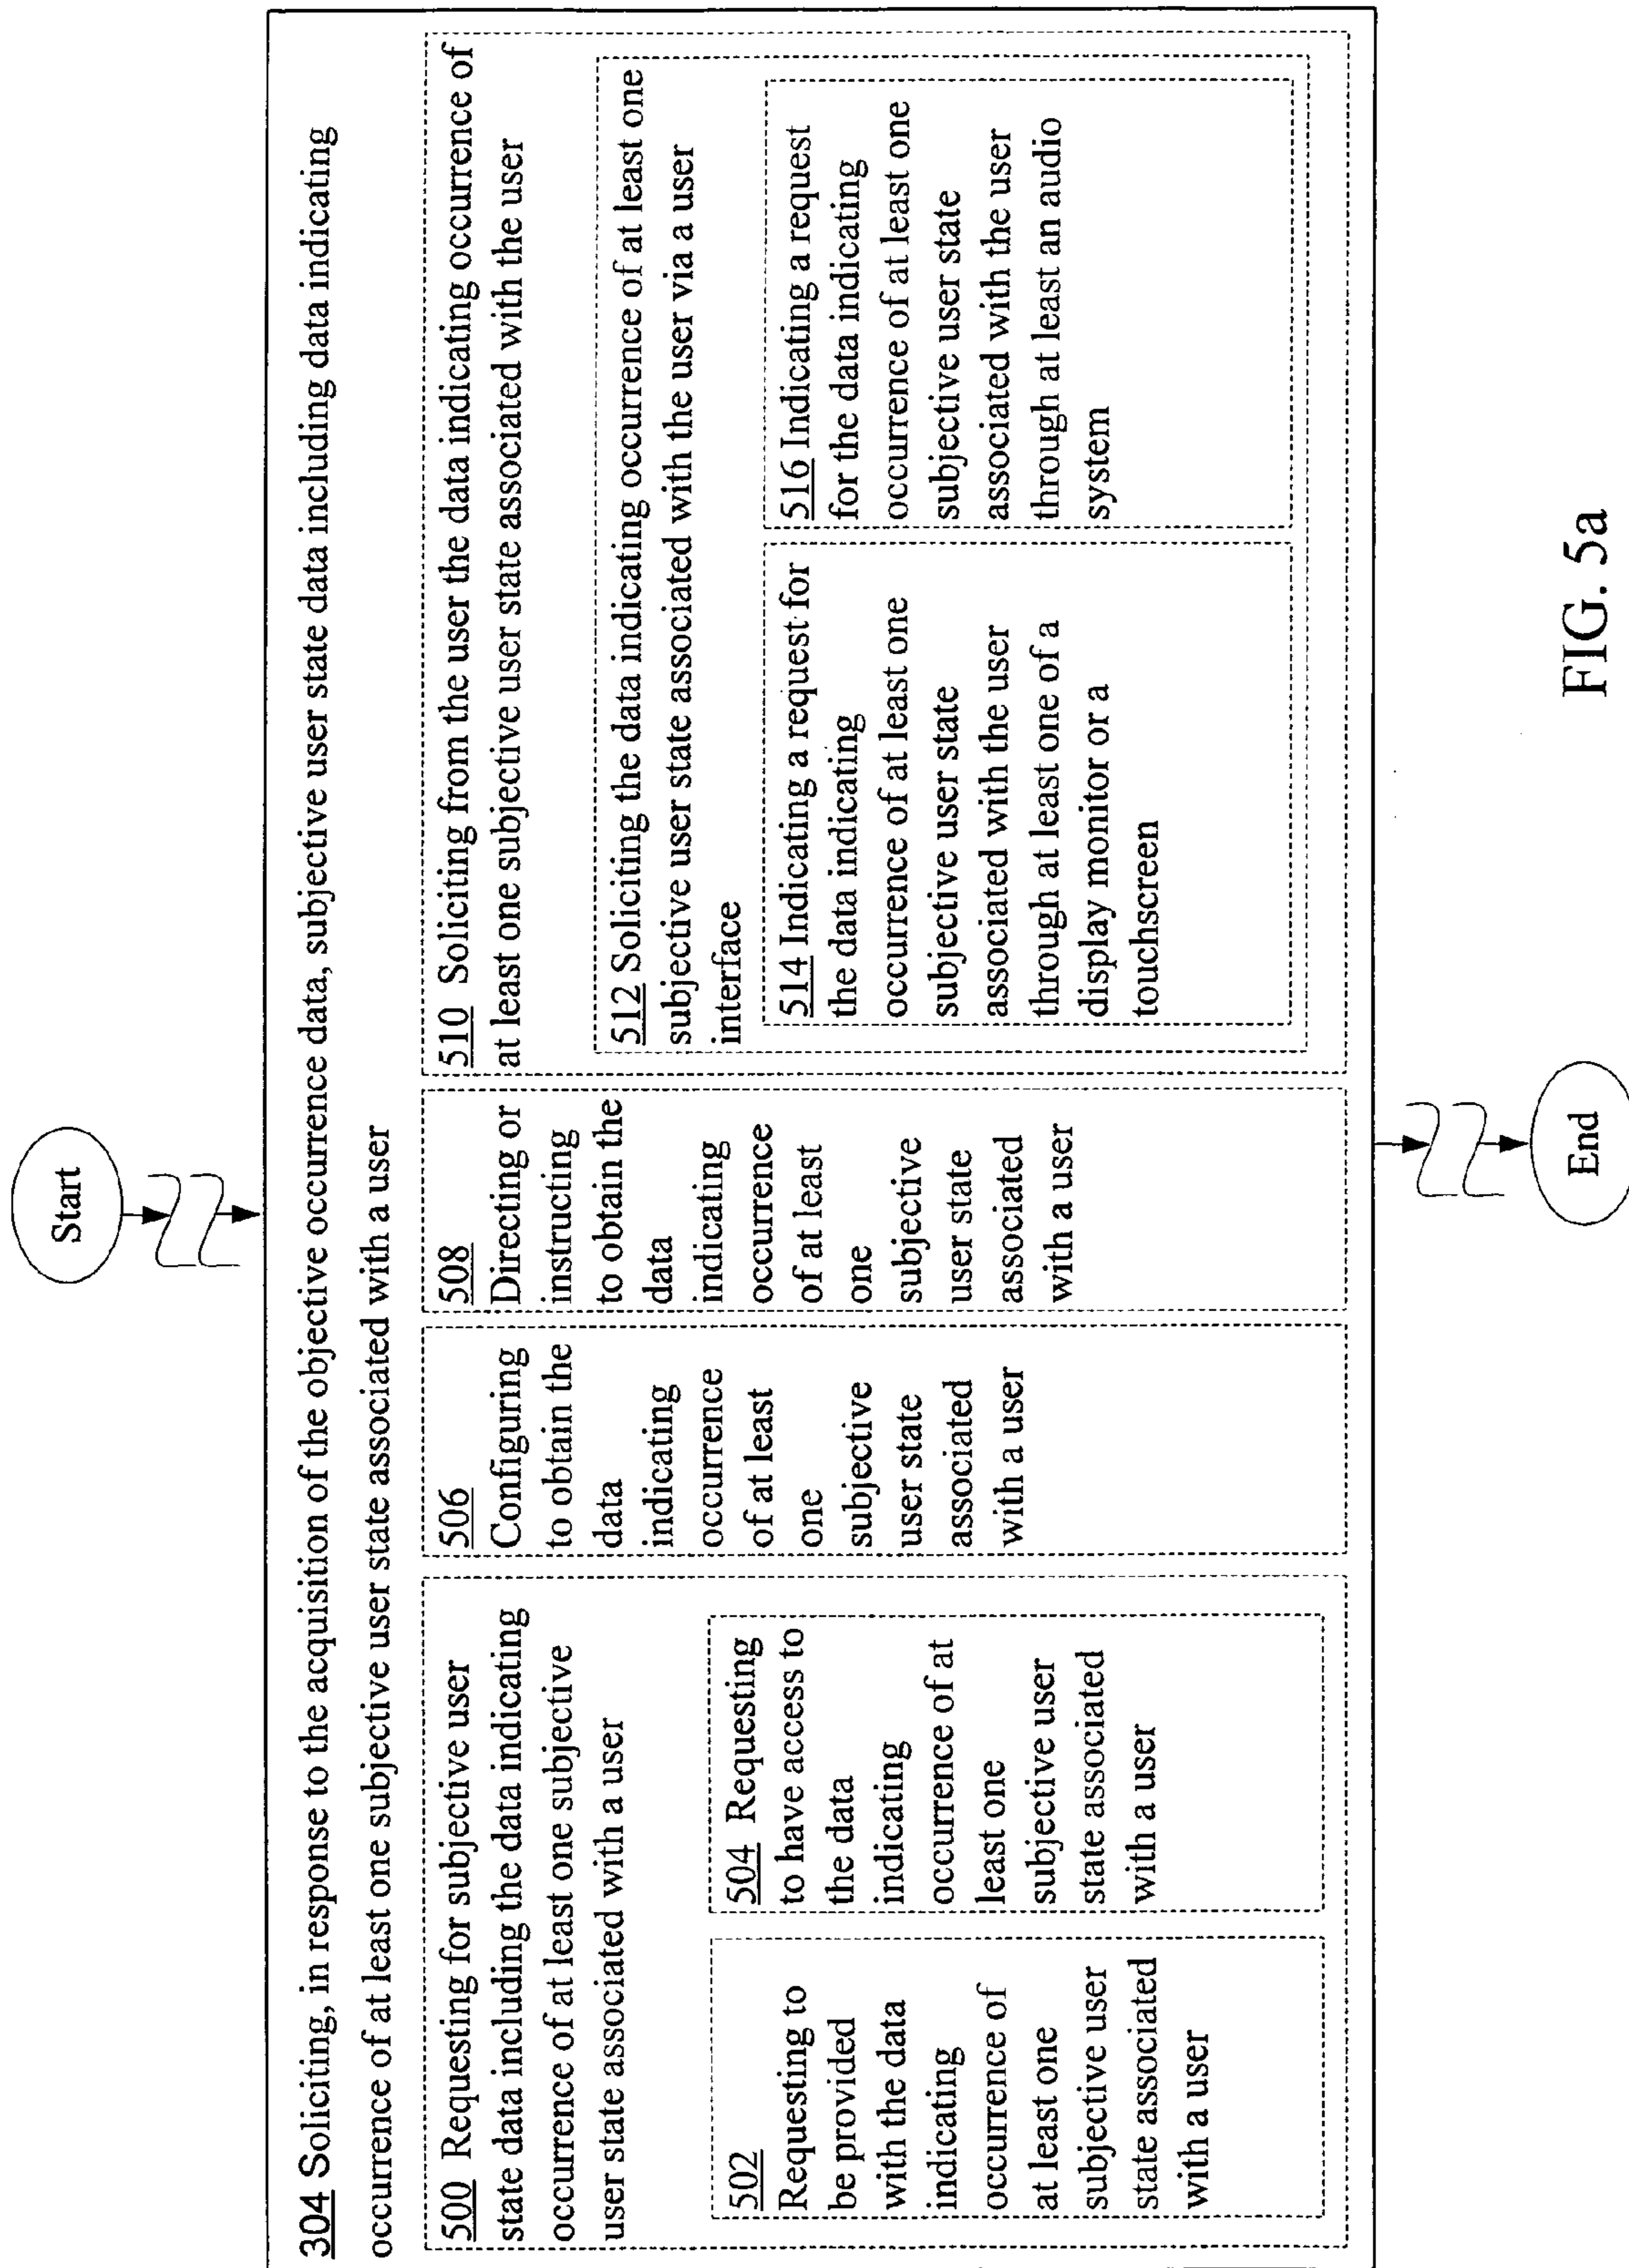 Start
304 Soliciting, in response to the acquisition of the objective occurrence data, subjective user state data including data indicating
occurrence of at least one subjective user state associated with a user
500 Requesting for subjective user
state data including the data indicating
occurrence of at least one subjective
user state associated with a user
502
Requesting to
be provided
with the data
indicating
occurrence of
at least one
subjective user
state associated
with a user
504 Requesting
to have access to
the data
indicating
occurrence of at
least one
subjective user
state associated
with a user
506
Configuring
to obtain the
data
indicating
occurrence
of at least
one
subjective
user state
associated
with a user
508
Directing or
instructing
to obtain the
data
indicating
occurrence
of at least
one
subjective
user state
associated
with a user
510 Soliciting from the user the data indicating occurrence of
at least one subjective user state associated with the user
512 Soliciting the data indicating occurrence of at least one
subjective user state associated with the user via a user
interface
514 Indicating a request for
the data indicating
occurrence of at least one
subjective user state
associated with the user
through at least one of a
display monitor or a
touchscreen
516 Indicating a request
for the data indicating
occurrence of at least one
subjective user state
associated with the user
through at least an audio
system
End
FIG. 5a